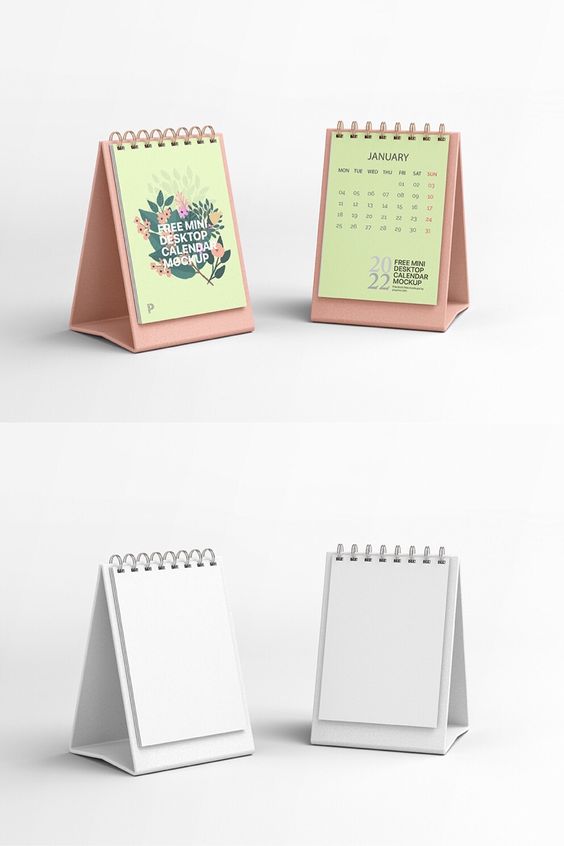 FREE MINI
DESKTOP
CALENDAR
MOCKUP
P
JANUARY
MON TUE WED THU FRI SAT SUN
01 02 03
04 05 06 07 08 09 10
11 12 13 14 15 16 17
18 19 20 21 22 23 24
25 26 27 28 29 30 31
20
22
FREE MINI
DESKTOP
CALENDAR
MOCKUP